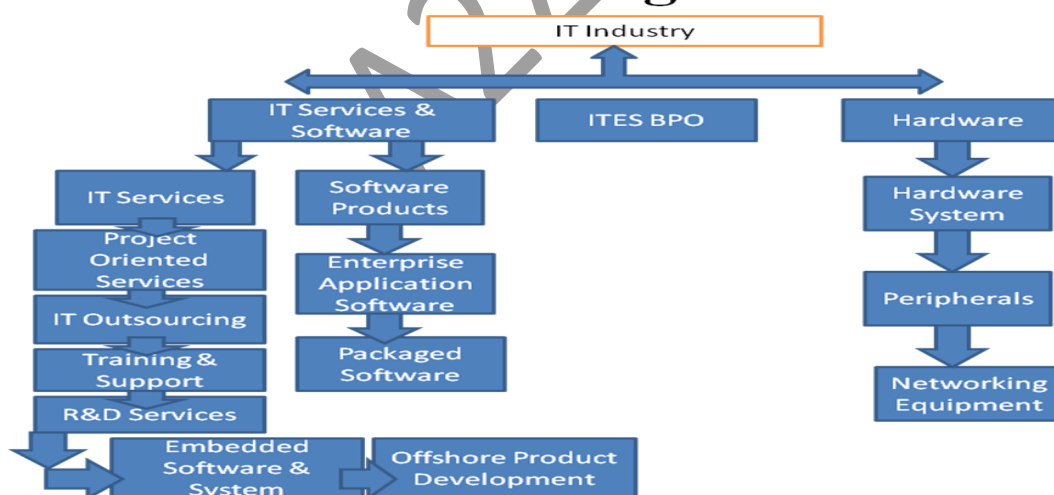 IT Industry
IT Services &
Software
ITES BPO
Hardware
IT Services
Software
Products
Hardware
System
Project
Oriented
Services
Enterprise
Application
Software
Peripherals
IT Outsourcing
Training &
Support
Packaged
Software
Networking
Equipment
R&D Services
Embedded
Software &
System
Offshore Product
Development